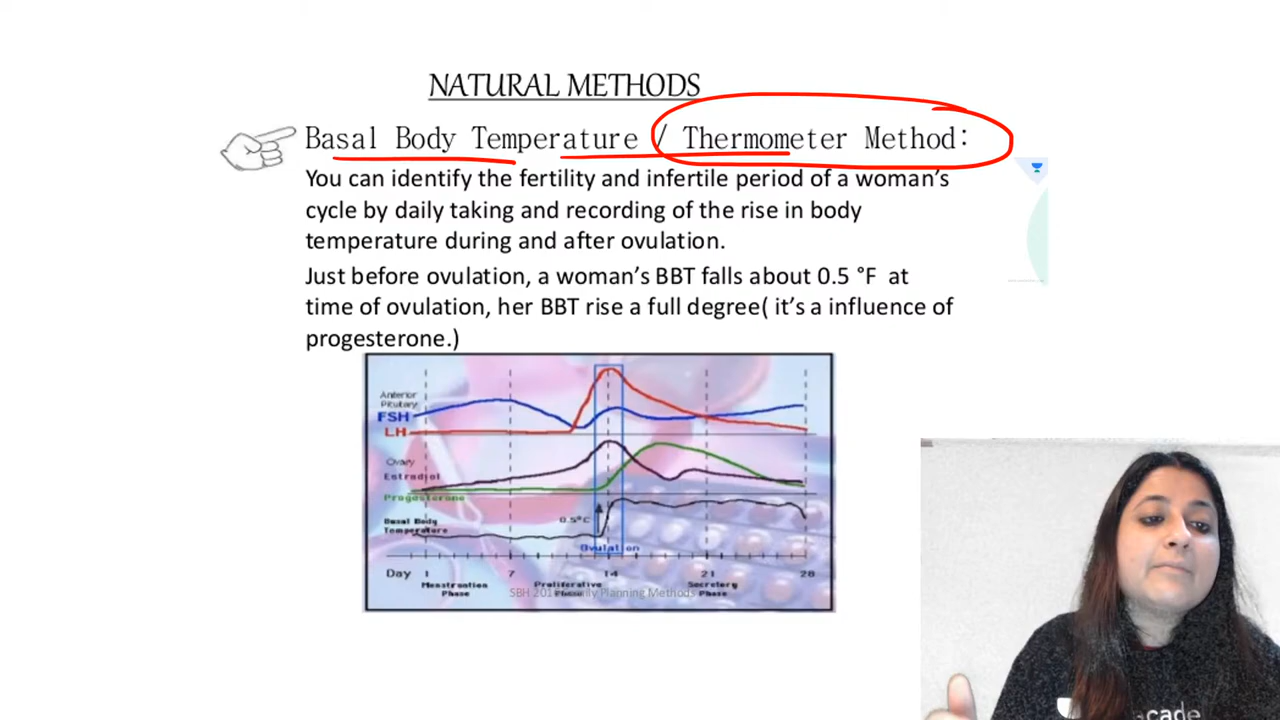 NATURAL METHODS
Basal Body Temperature / Thermometer Method:
You can identify the fertility and infertile period of a woman's
cycle by daily taking and recording of the rise in body
temperature during and after ovulation.
Just before ovulation, a woman's BBT falls about 0.5 °F at
time of ovulation, her BBT rise a full degree( it's a influence of
progesterone.)
Anterior
Pituitary
FSH
LH
Ovary
Estradiol
Progesterone
Basal Body
Temperature
0.5°C
Ovulation
Day 1 7 14 21 28
Menstruation Phase
Proliferative
Secretory Phase
Planning Methods